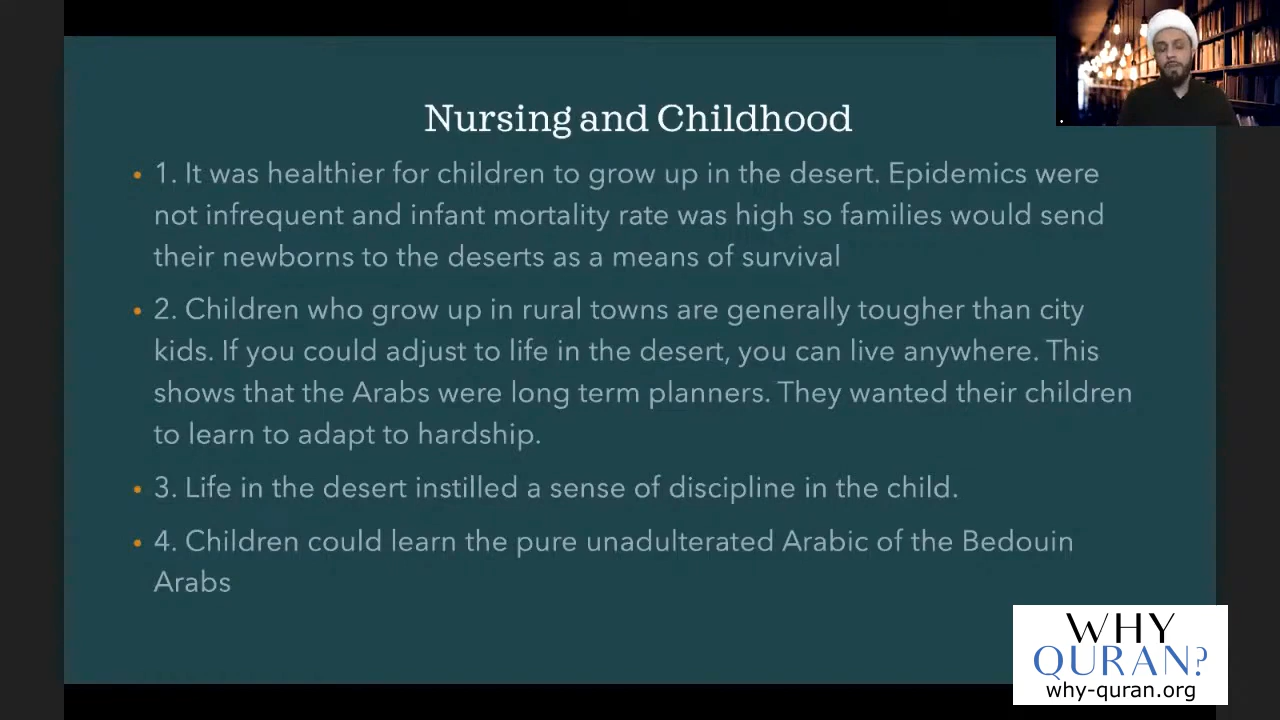 Nursing and Childhood
• 1. It was healthier for children to grow up in the desert. Epidemics were
not infrequent and infant mortality rate was high so families would send
their newborns to the deserts as a means of survival
• 2. Children who grow up in rural towns are generally tougher than city
kids. If you could adjust to life in the desert, you can live anywhere. This
shows that the Arabs were long term planners. They wanted their children
to learn to adapt to hardship.
• 3. Life in the desert instilled a sense of discipline in the child.
• 4. Children could learn the pure unadulterated Arabic of the Bedouin
Arabs
WHY
QURAN?
why-quran.org